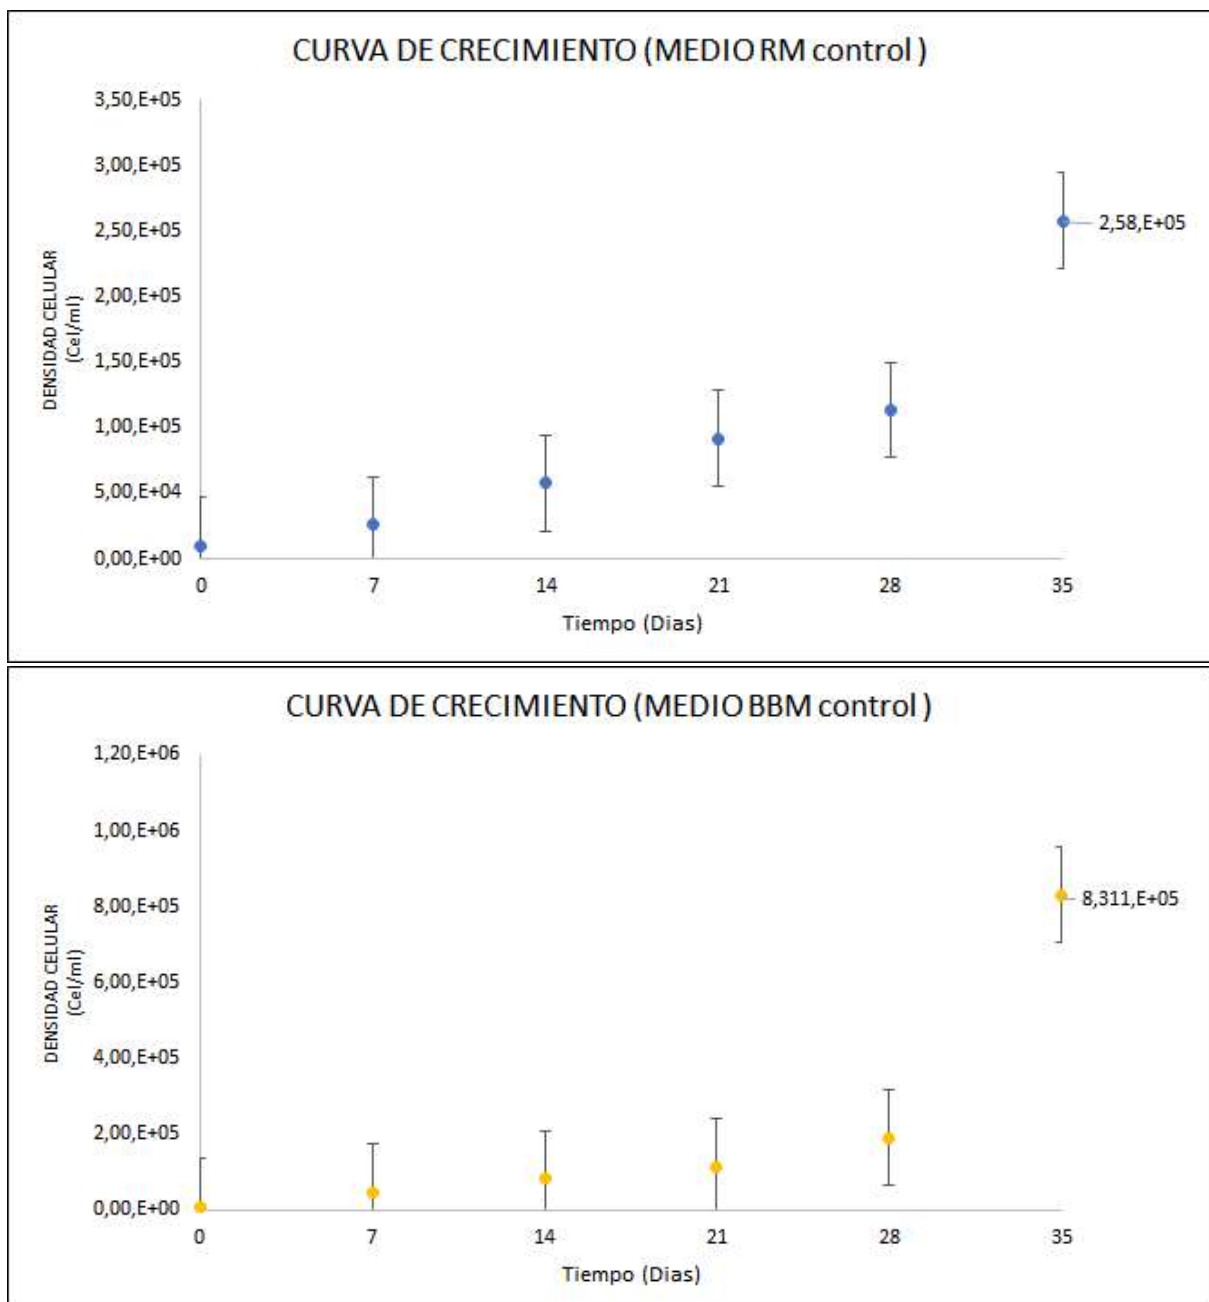 CURVA DE CRECIMIENTO (MEDIO RM control )
3,50,E+05
3,00,E+05
2,50,E+05
2,00,E+05
1,50,E+05
1,00,E+05
5,00,E+04
0,00,E+00
DENSIDAD CELULAR
(Cel/ml)
2,58,E+05
0 7 14 21 28 35
Tiempo (Dias)
CURVA DE CRECIMIENTO (MEDIO BBM control )
1,20,E+06
1,00,E+06
8,00,E+05
6,00,E+05
4,00,E+05
2,00,E+05
0,00,E+00
DENSIDAD CELULAR
(Cel/ml)
8,311,E+05
0 7 14 21 28 35
Tiempo (Dias)